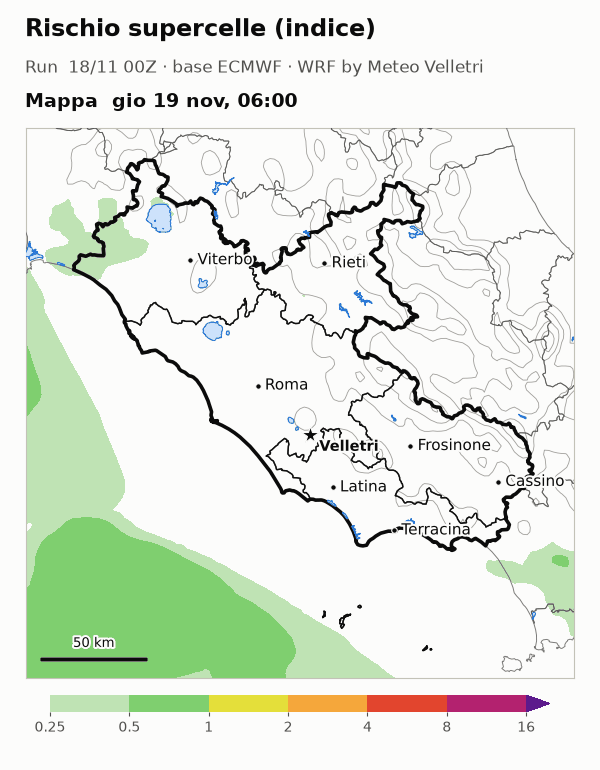 Rischio supercelle (indice)
Run  18/11 00Z · base ECMWF · WRF by Meteo Velletri
Mappa  gio 19 nov, 06:00
Viterbo
Rieti
Roma
Velletri
Frosinone
Cassino
Latina
Terracina
50 km
0.25 0.5 1 2 4 8 16